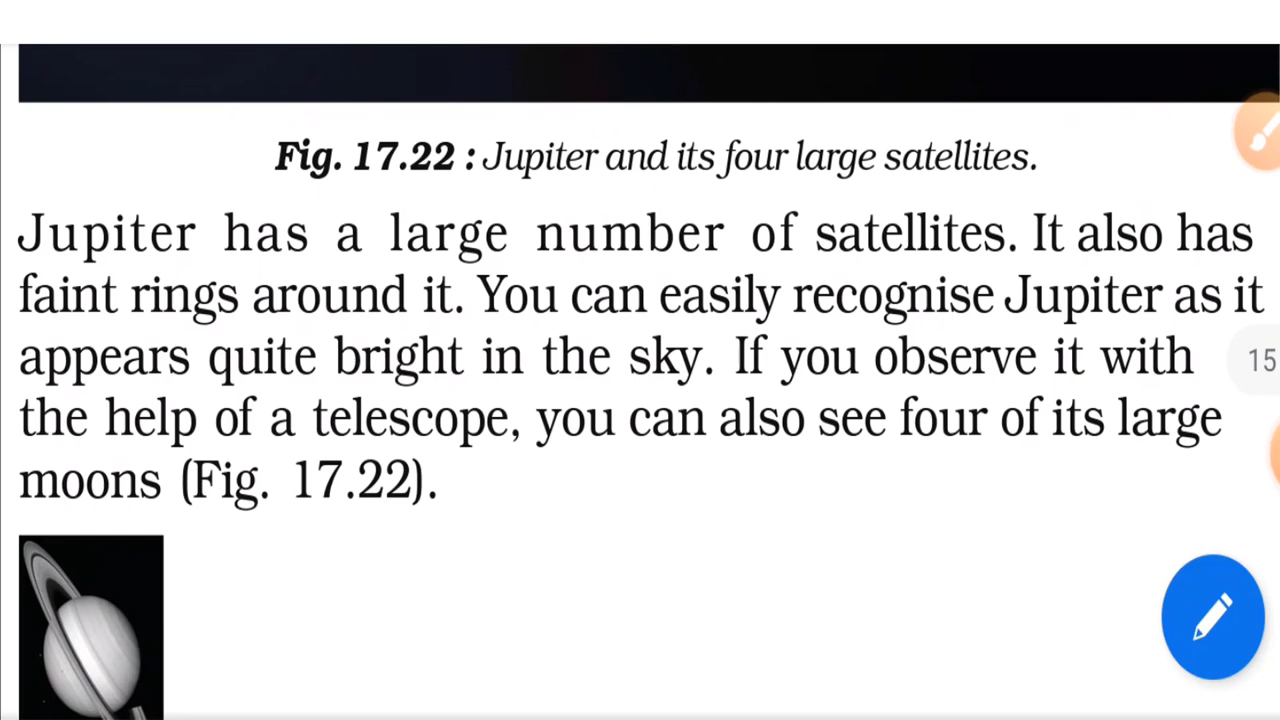 Fig. 17.22 : Jupiter and its four large satellites.
Jupiter has a large number of satellites. It also has
faint rings around it. You can easily recognise Jupiter as it
appears quite bright in the sky. If you observe it with
15
the help of a telescope, you can also see four of its large
moons (Fig. 17.22).